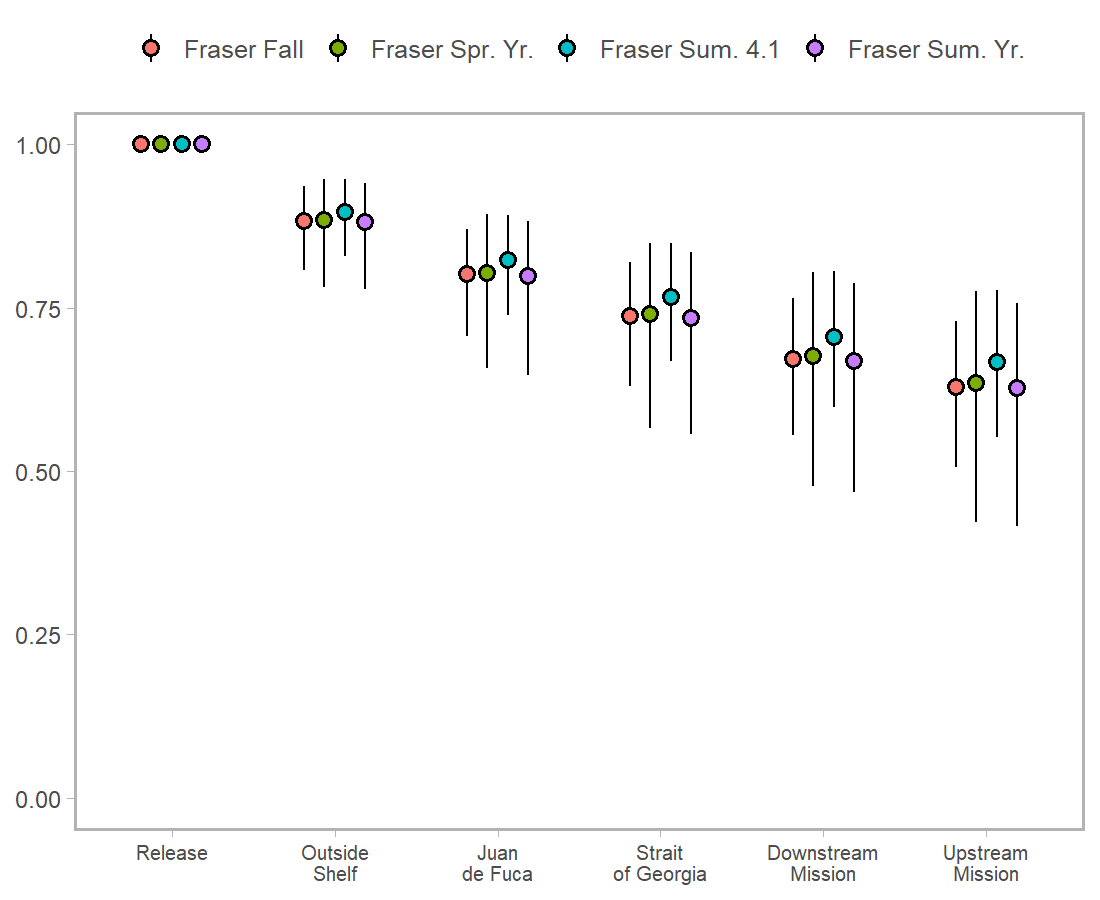 Fraser Fall Fraser Spr. Yr. Fraser Sum. 4.1 Fraser Sum. Yr.
1.00
0.75
0.50
0.25
0.00
Release
Outside
Shelf
Juan
de Fuca
Strait
of Georgia
Downstream
Mission
Upstream
Mission